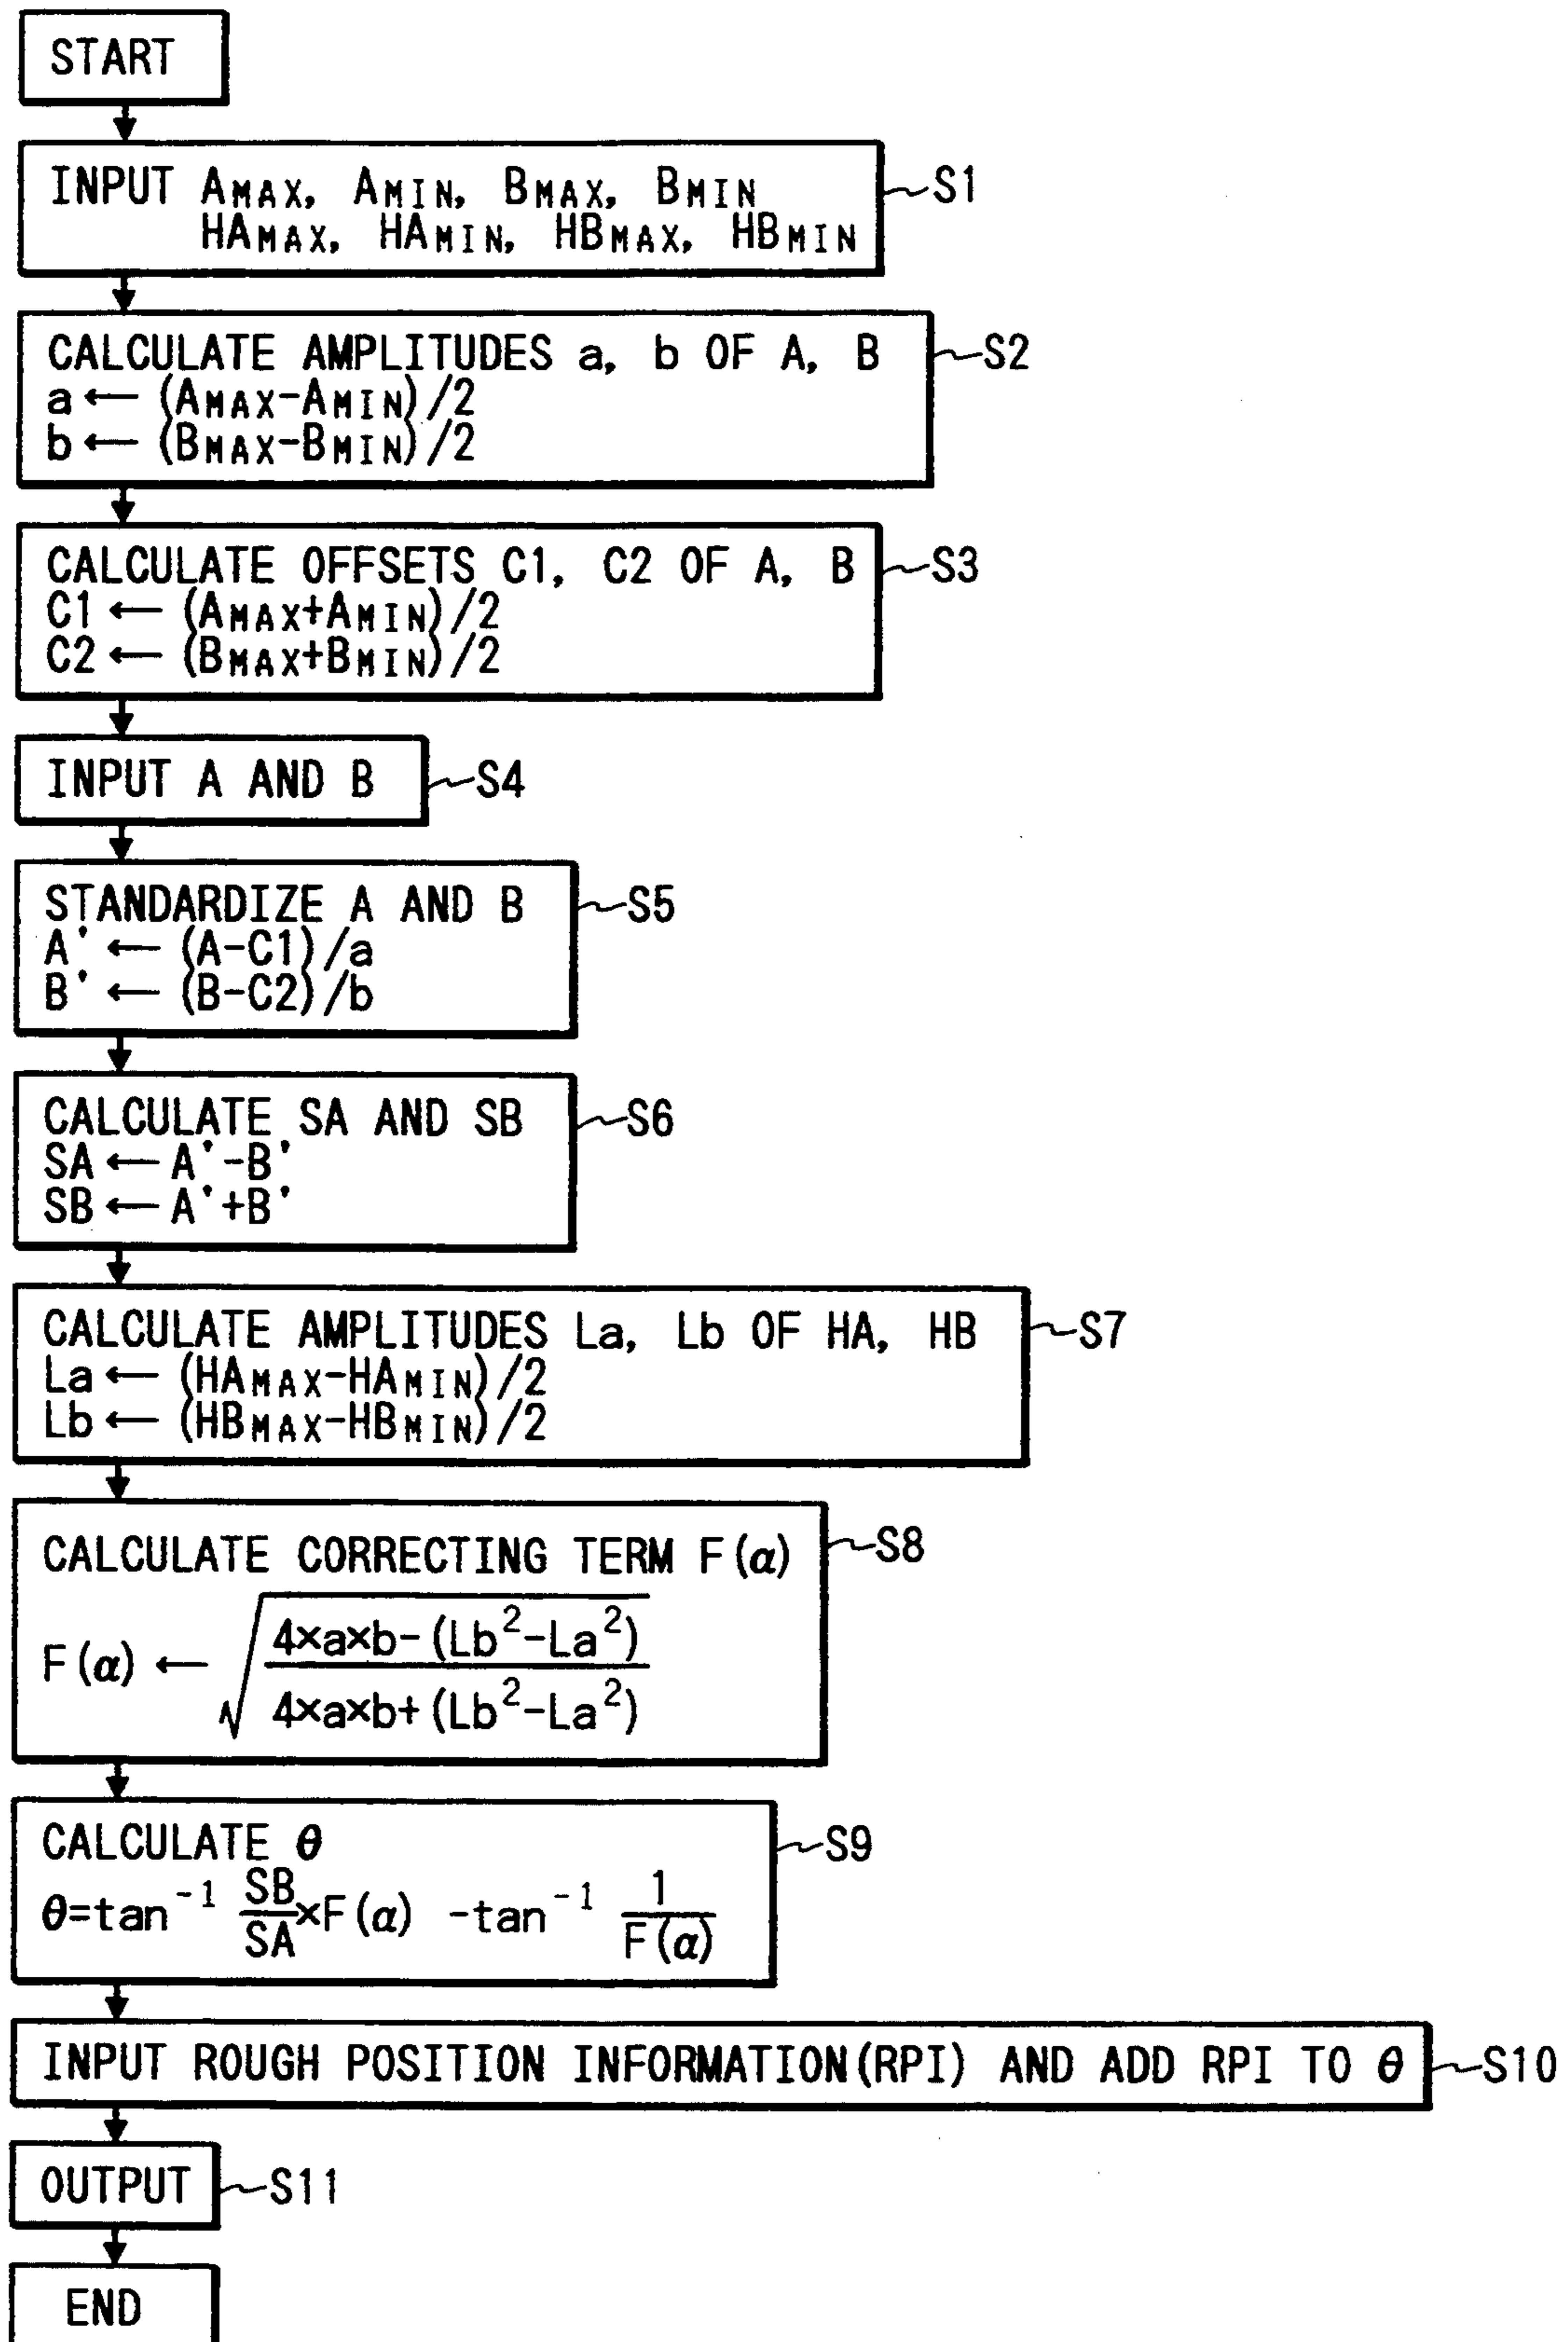 START
INPUT AMAX, AMIN, BMAX, BMIN
HAMAX, HAMIN, HBMAX, HBMIN
S1
CALCULATE AMPLITUDES a, b OF A, B
a ← (AMAX-AMIN)/2
b ← (BMAX-BMIN)/2
S2
CALCULATE OFFSETS C1, C2 OF A, B
C1 ← (AMAX+AMIN)/2
C2 ← (BMAX+BMIN)/2
S3
INPUT A AND B
S4
STANDARDIZE A AND B
A' ← (A-C1)/a
B' ← (B-C2)/b
S5
CALCULATE SA AND SB
SA ← A'-B'
SB ← A'+B'
S6
CALCULATE AMPLITUDES La, Lb OF HA, HB
La ← (HAMAX-HAMIN)/2
Lb ← (HBMAX-HBMIN)/2
S7
CALCULATE CORRECTING TERM F(α)
F(α) ← √
4×a×b-(Lb²-La²)
4×a×b+(Lb²-La²)
S8
CALCULATE θ
θ=tan⁻¹ SB/SA ×F(α) -tan⁻¹ 1/F(α)
S9
INPUT ROUGH POSITION INFORMATION(RPI) AND ADD RPI TO θ
S10
OUTPUT
S11
END